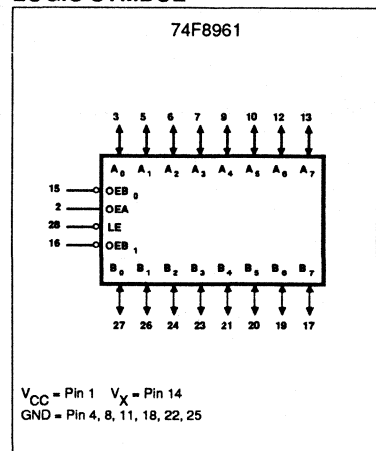 74F8961
3 5 6 7 9 10 12 13
A0 A1 A2 A3 A4 A5 A6 A7
15 OEB0
2 OEA
28 LE
16 OEB1
B0 B1 B2 B3 B4 B5 B6 B7
27 26 24 23 21 20 19 17
VCC = Pin 1 VX = Pin 14
GND = Pin 4, 8, 11, 18, 22, 25